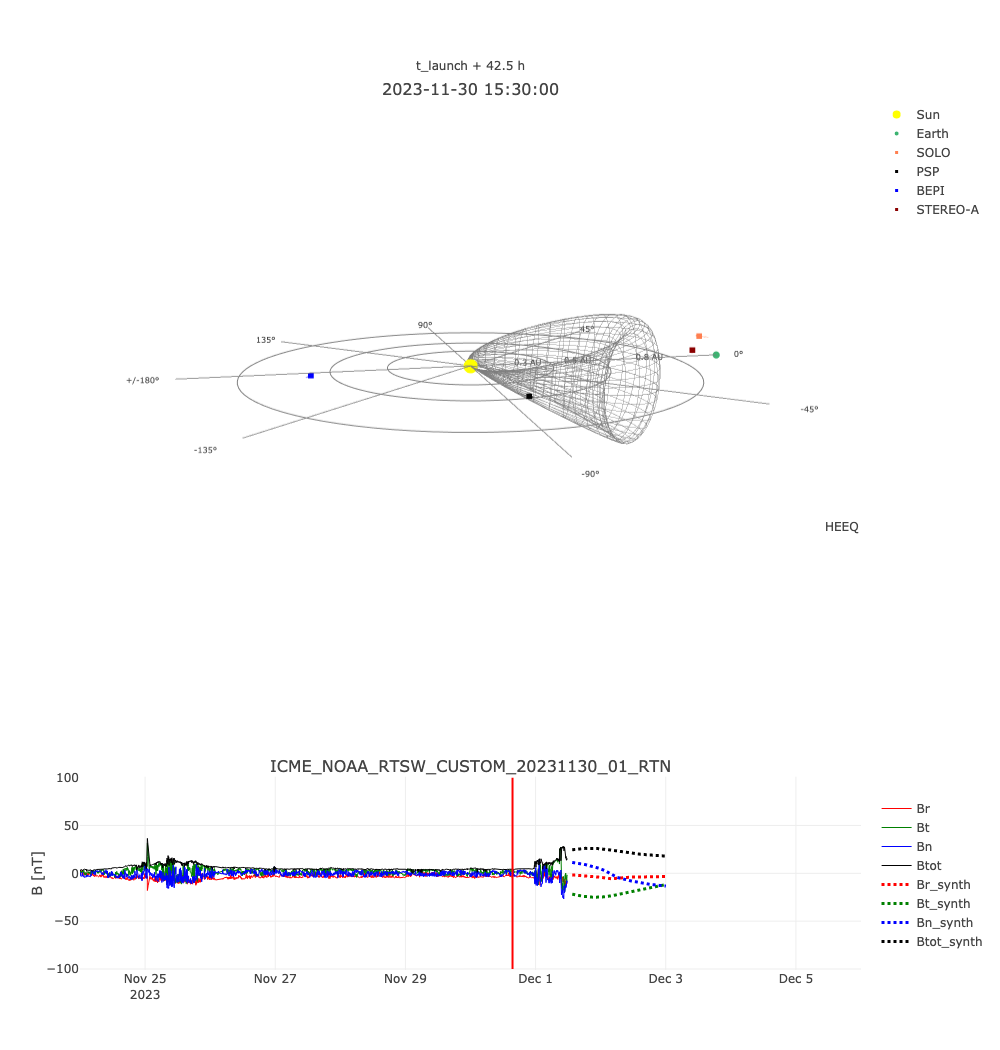 t_launch + 42.5 h
2023-11-30 15:30:00
Sun
Earth
SOLO
PSP
BEPI
STEREO-A
90°
135°
45°
+/-180°
0.3 AU
0.8 AU
0°
-45°
-135°
-90°
HEEQ
ICME_NOAA_RTSW_CUSTOM_20231130_01_RTN
B [nT]
100
50
0
−50
−100
Nov 25
2023
Nov 27
Nov 29
Dec 1
Dec 3
Dec 5
Br
Bt
Bn
Btot
Br_synth
Bt_synth
Bn_synth
Btot_synth